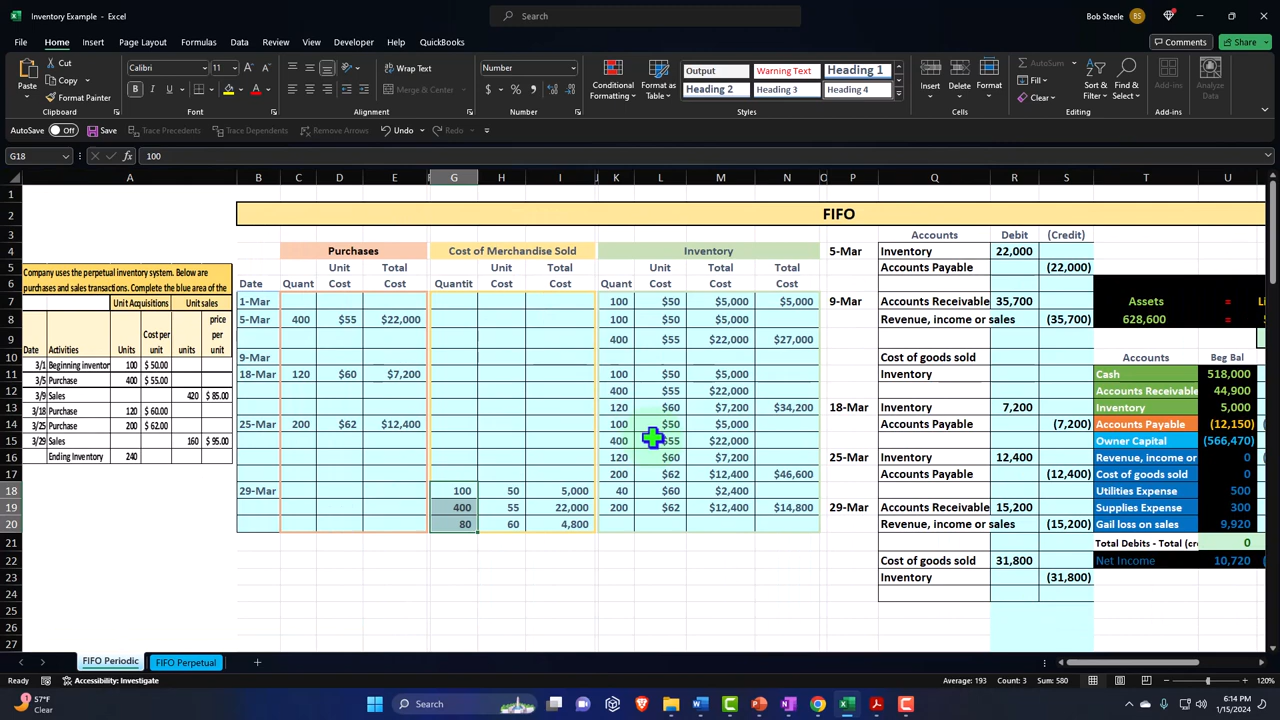 Inventory Example - Excel
Search
Bob Steele BS
File Home Insert Page Layout Formulas Data Review View Developer Help QuickBooks Comments Share
Paste Cut Copy Format Painter Clipboard
Calibri 11 Font
Wrap Text Merge & Center Alignment
Number Number
Conditional Formatting Format as Table
Output Warning Text Heading 1
Heading 2 Heading 3 Heading 4
Styles
Insert Delete Format Cells
AutoSum Fill Clear Sort & Filter Find & Select Editing
Add-ins Add-ins
Analyze Data
AutoSave Off Save Trace Precedents Trace Dependents Remove Arrows Undo Redo
G18 fx 100
A B C D E F G H I J K L M N O P Q R S T U
1
2 FIFO
3 Accounts Debit (Credit)
4 Purchases Cost of Merchandise Sold Inventory 5-Mar Inventory 22,000
5 Unit Total Unit Total Unit Total Total Accounts Payable (22,000)
6 Date Quant Cost Cost Quantit Cost Cost Quant Cost Cost Cost
7 1-Mar 100 $50 $5,000 $5,000 9-Mar Accounts Receivable 35,700 Assets =
8 5-Mar 400 $55 $22,000 100 $50 $5,000 Revenue, income or sales (35,700) 628,600 =
9 400 $55 $22,000 $27,000
10 9-Mar Cost of goods sold Accounts Beg Bal
11 18-Mar 120 $60 $7,200 100 $50 $5,000 Inventory Cash 518,000
12 400 $55 $22,000 Accounts Receivable 44,900
13 120 $60 $7,200 $34,200 18-Mar Inventory 7,200 Inventory 5,000
14 25-Mar 200 $62 $12,400 100 $50 $5,000 Accounts Payable (7,200) Accounts Payable (12,150)
15 400 $55 $22,000 Owner Capital (566,470)
16 120 $60 $7,200 25-Mar Inventory 12,400 Revenue, income or 0
17 200 $62 $12,400 $46,600 Accounts Payable (12,400) Cost of goods sold 0
18 29-Mar 100 50 5,000 40 $60 $2,400 Utilities Expense 500
19 400 55 22,000 200 $62 $12,400 $14,800 29-Mar Accounts Receivable 15,200 Supplies Expense 300
20 80 60 4,800 Revenue, income or sales (15,200) Gail loss on sales 9,920
21 Total Debits - Total (cre 0
22 Cost of goods sold 31,800 Net Income 10,720
23 Inventory (31,800)
24
25
26
27
Company uses the perpetual inventory system. Below are
purchases and sales transactions. Complete the blue area of the
Unit Acquisitions Unit sales
price
Cost per per
Date Activities Units unit units unit
3/1 Beginning inventor 100 $ 50.00
3/5 Purchase 400 $ 55.00
3/9 Sales 420 $ 85.00
3/18 Purchase 120 $ 60.00
3/25 Purchase 200 $ 62.00
3/29 Sales 160 $ 95.00
Ending Inventory 240
FIFO Periodic FIFO Perpetual
Ready Accessibility: Investigate Average: 193 Count: 3 Sum: 580 120%
57°F
Clear
Search
6:14 PM
1/15/2024